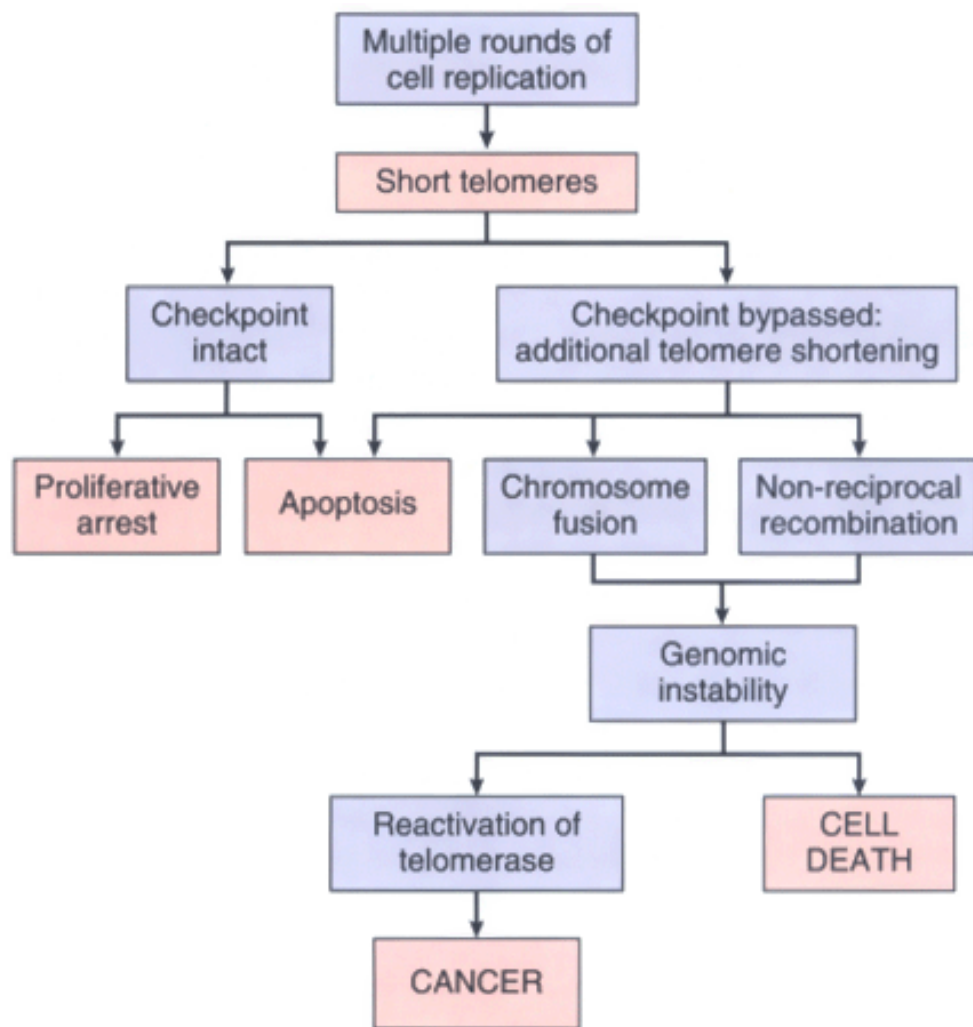 Multiple rounds of
cell replication
Short telomeres
Checkpoint
intact
Checkpoint bypassed:
additional telomere shortening
Proliferative
arrest
Apoptosis
Chromosome
fusion
Non-reciprocal
recombination
Genomic
instability
Reactivation of
telomerase
CELL
DEATH
CANCER